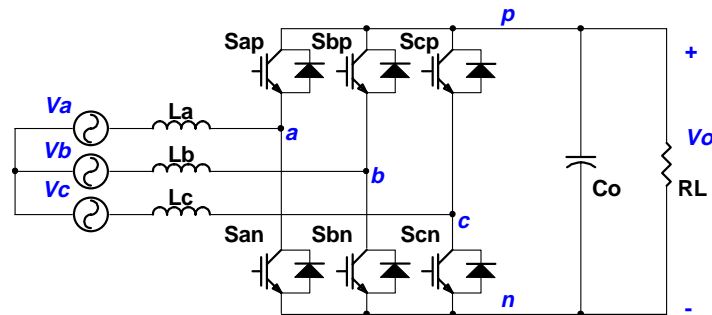 p
Sap Sbp Scp
+
Va La
a
Vb Lb
Vo
b
Vc Lc
Co RL
c
San Sbn Scn
n
-